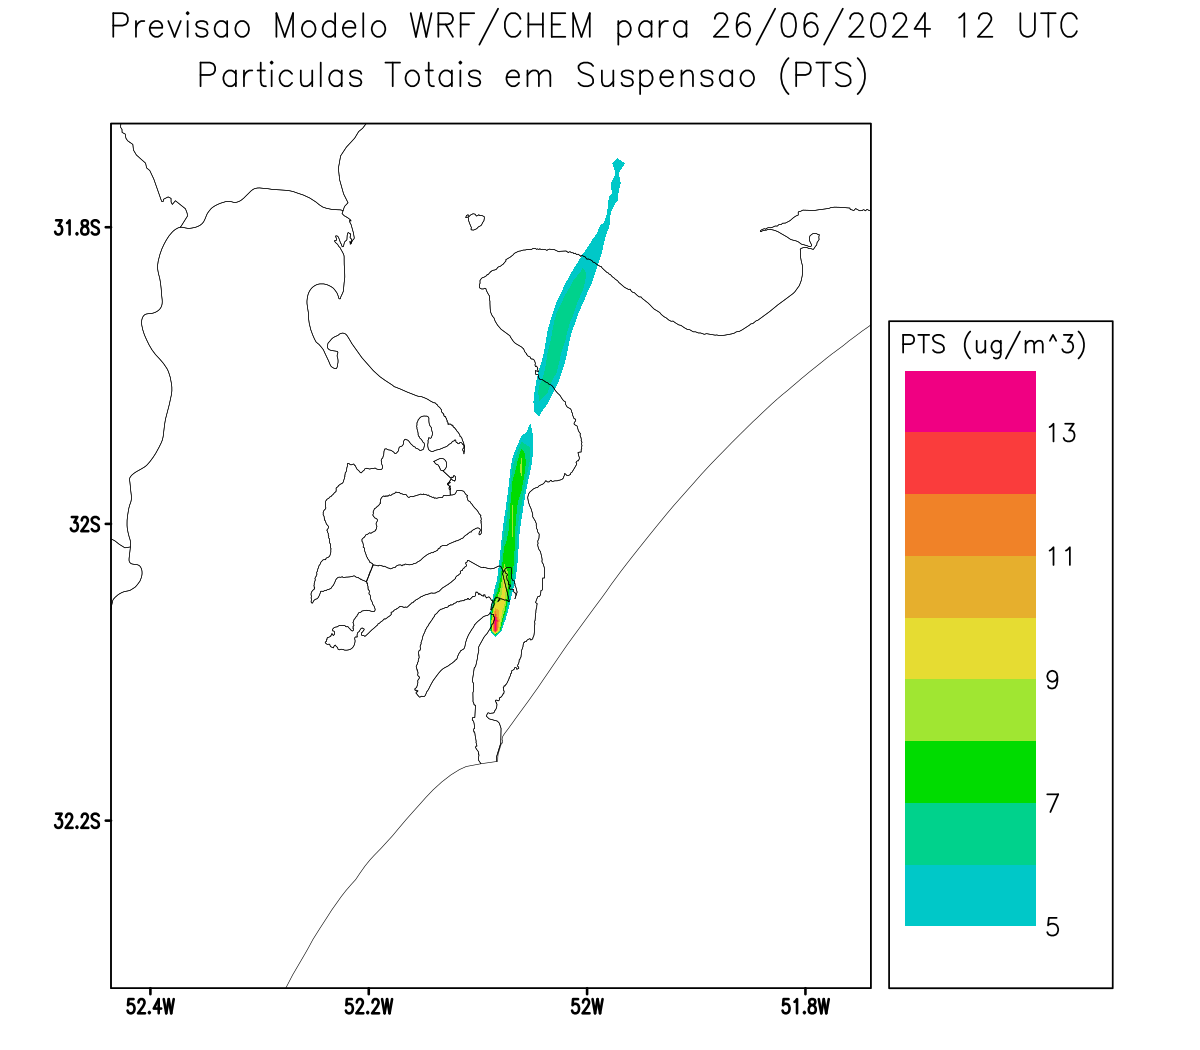 Previsao Modelo WRF/CHEM para 26/06/2024 12 UTC
Particulas Totais em Suspensao (PTS)
31.8S
32S
32.2S
52.4W
52.2W
52W
51.8W
PTS (ug/m^3)
13
11
9
7
5